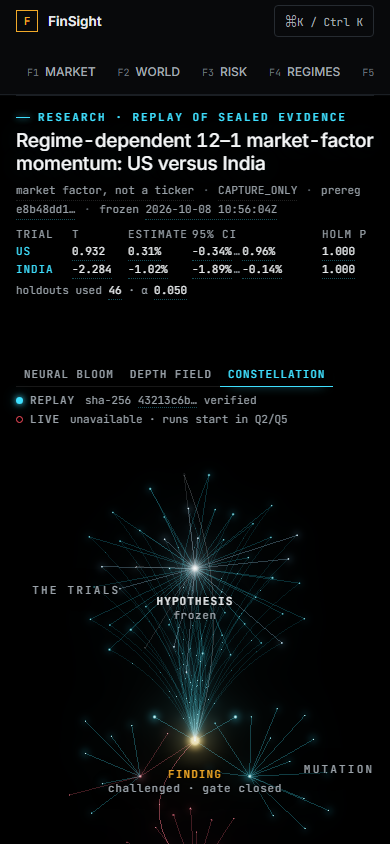 F FinSight ⌘K / Ctrl K
F1 MARKET F2 WORLD F3 RISK F4 REGIMES F5
RESEARCH · REPLAY OF SEALED EVIDENCE
Regime-dependent 12–1 market-factor
momentum: US versus India
market factor, not a ticker · CAPTURE_ONLY · prereg
e8b48dd1… · frozen 2026-10-08 10:56:04Z
TRIAL T ESTIMATE 95% CI HOLM P
US 0.932 0.31% -0.34%…0.96% 1.000
INDIA -2.284 -1.02% -1.89%…-0.14% 1.000
holdouts used 46 · α 0.050
NEURAL BLOOM DEPTH FIELD CONSTELLATION
REPLAY sha-256 43213c6b… verified
LIVE unavailable · runs start in Q2/Q5
THE TRIALS
HYPOTHESIS
frozen
MUTATION
FINDING
challenged · gate closed